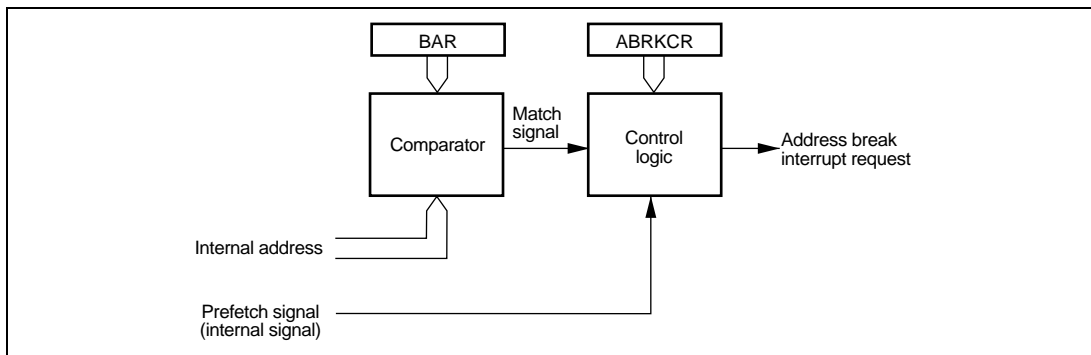 BAR
ABRKCR
Comparator
Match
signal
Control
logic
Address break
interrupt request
Internal address
Prefetch signal
(internal signal)